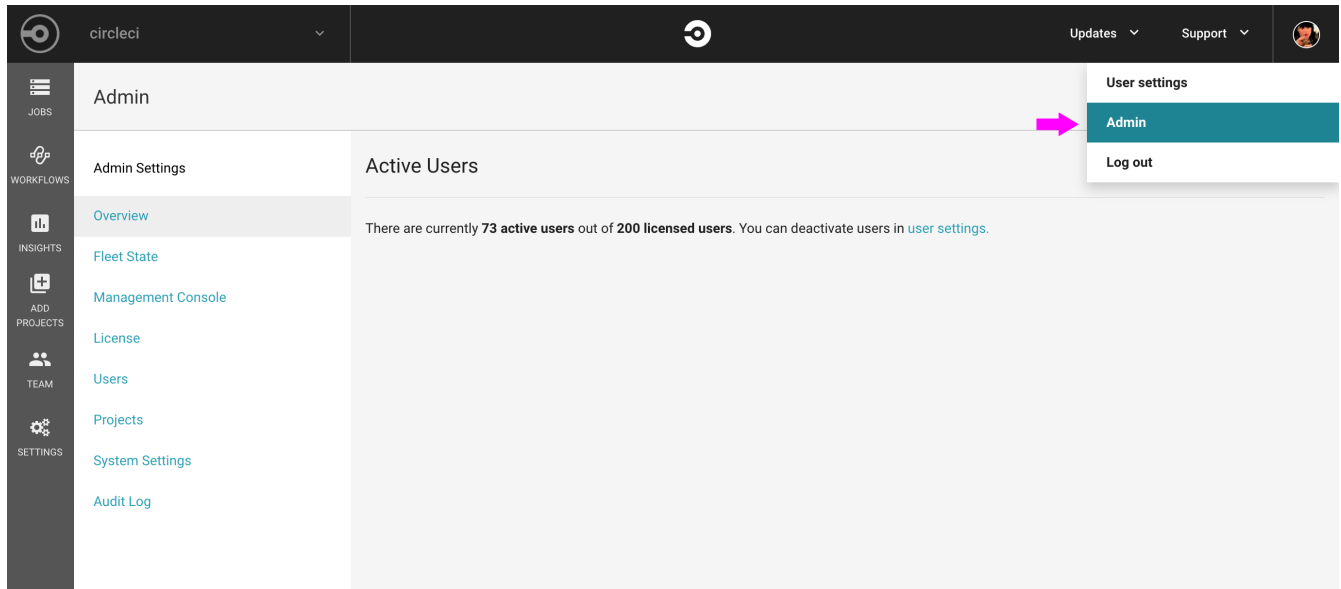 circleci
Updates
Support
User settings
Admin
Log out
JOBS
WORKFLOWS
INSIGHTS
ADD
PROJECTS
TEAM
SETTINGS
Admin
Admin Settings
Overview
Fleet State
Management Console
License
Users
Projects
System Settings
Audit Log
Active Users
There are currently 73 active users out of 200 licensed users. You can deactivate users in user settings.